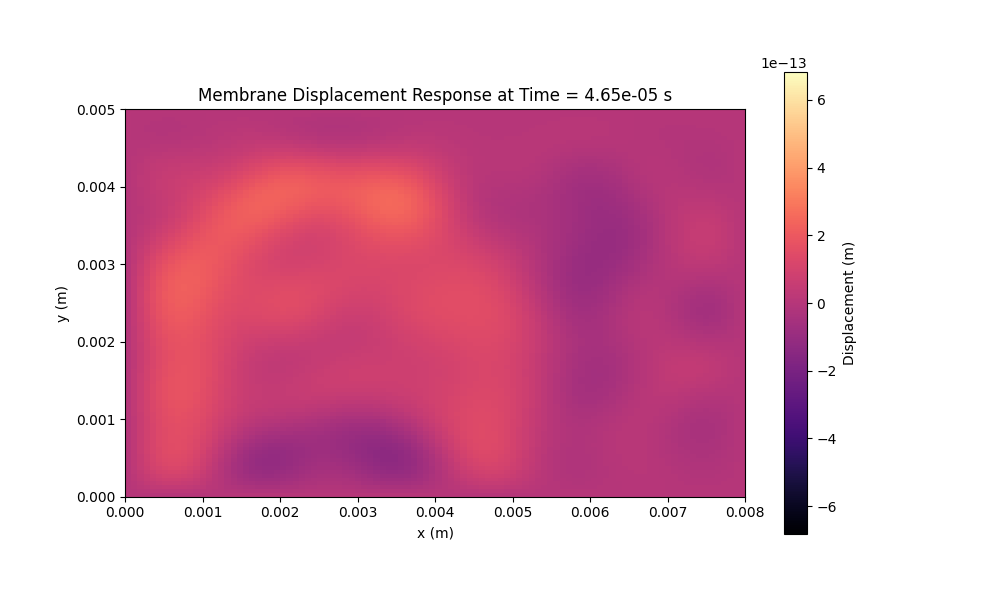 1e−13
Membrane Displacement Response at Time = 4.65e-05 s
0.005
0.004
0.003
0.002
0.001
0.000
y (m)
0.000 0.001 0.002 0.003 0.004 0.005 0.006 0.007 0.008
x (m)
6
4
2
0
−2
−4
−6
Displacement (m)